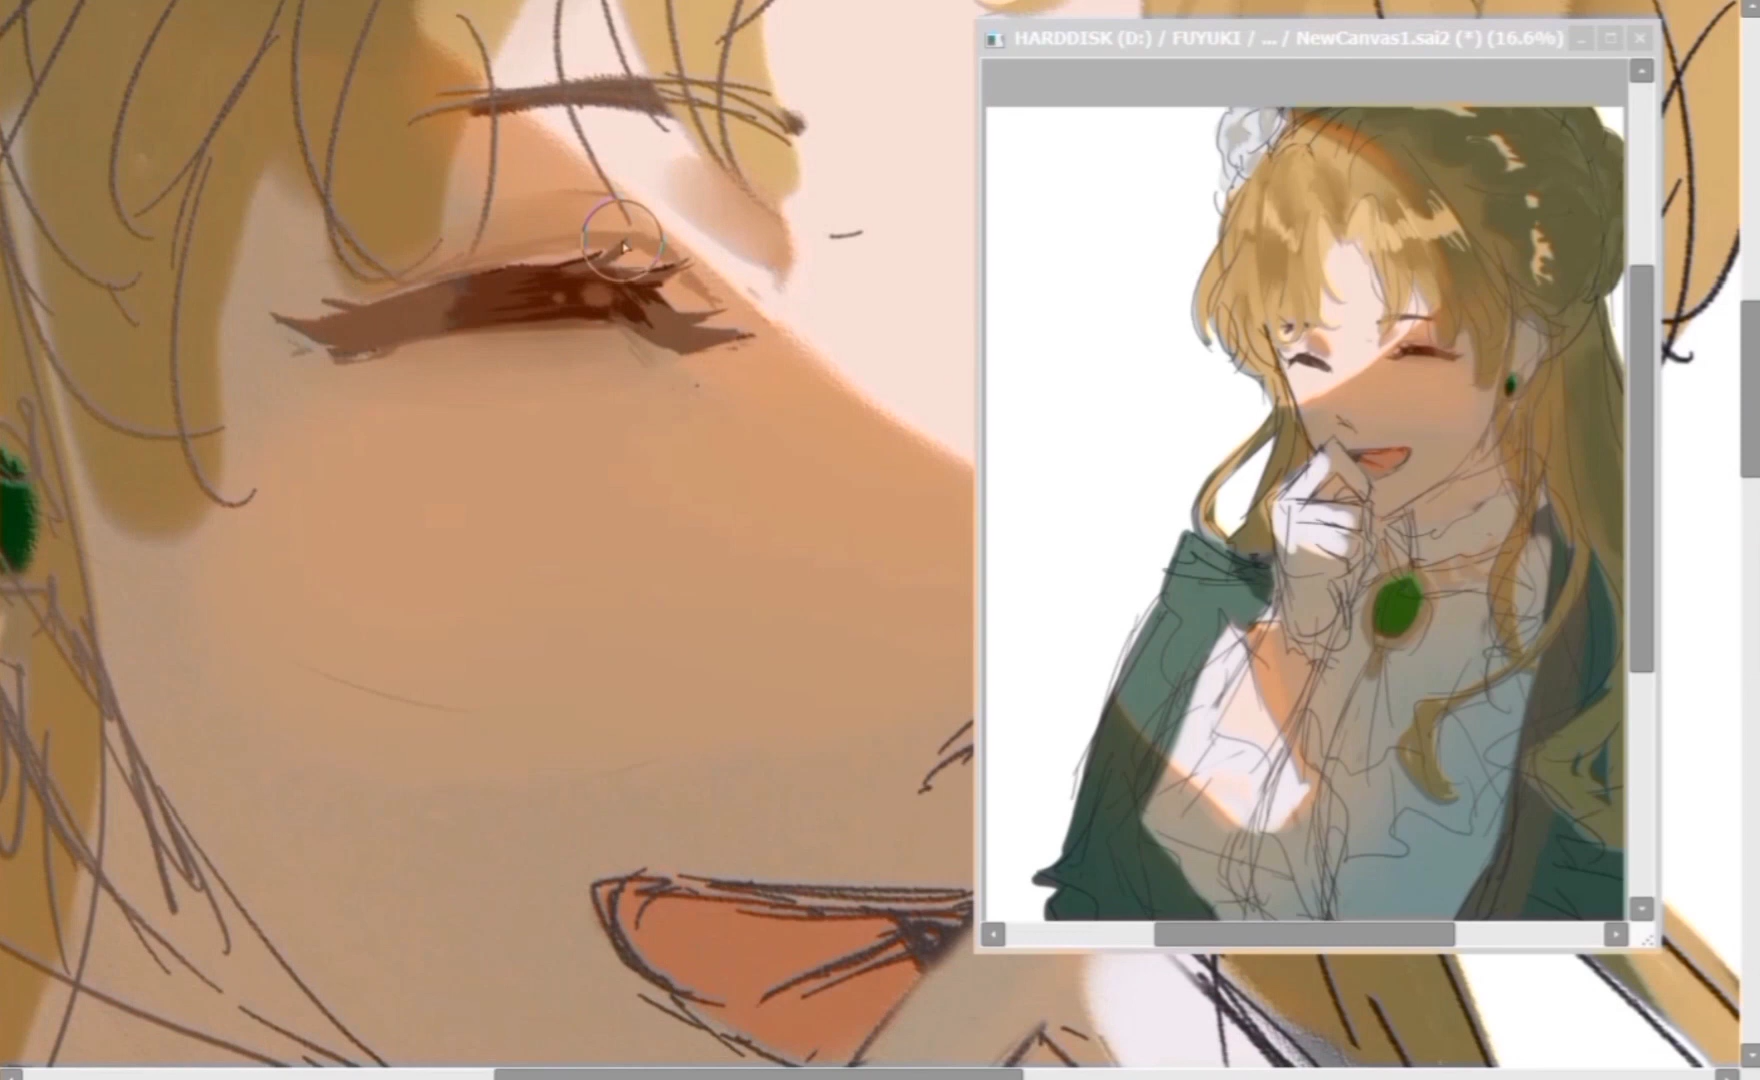 HARDDISK (D:) / FUYUKI / ... / NewCanvas1.sai2 (*) (16.6%)